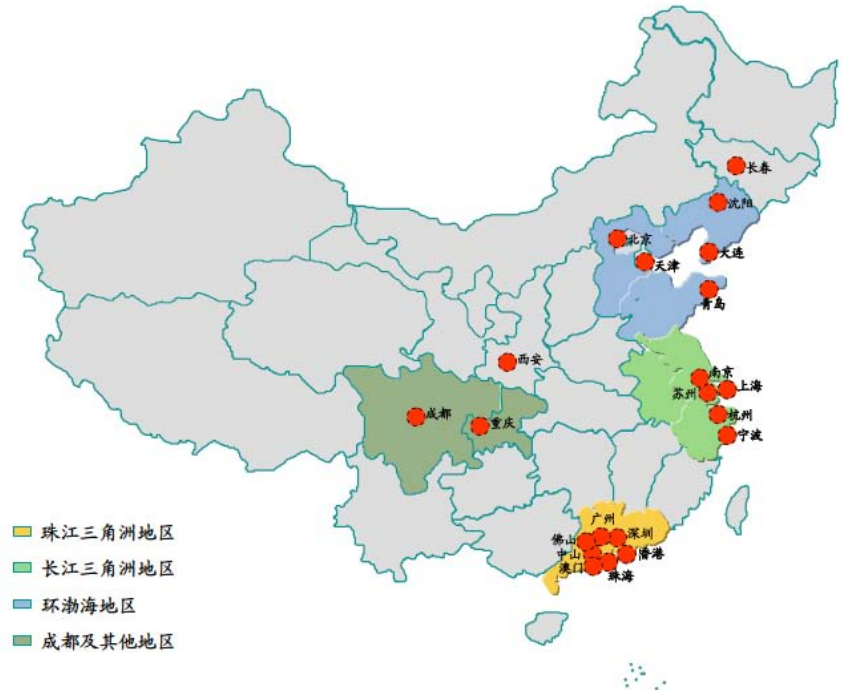 长春
沈阳
北京
大连
天津
青岛
西安
南京
上海
苏州
成都
杭州
重庆
宁波
广州
深圳
佛山
香港
中山
澳门
珠海
珠江三角洲地区
长江三角洲地区
环渤海地区
成都及其他地区